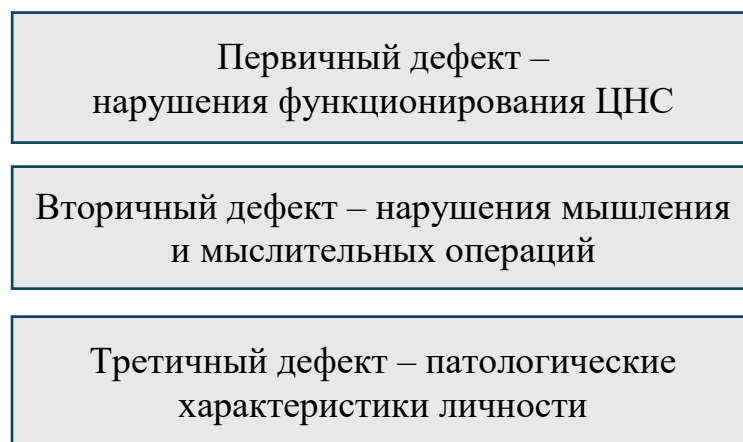 Первичный дефект –
нарушения функционирования ЦНС
Вторичный дефект – нарушения мышления
и мыслительных операций
Третичный дефект – патологические
характеристики личности